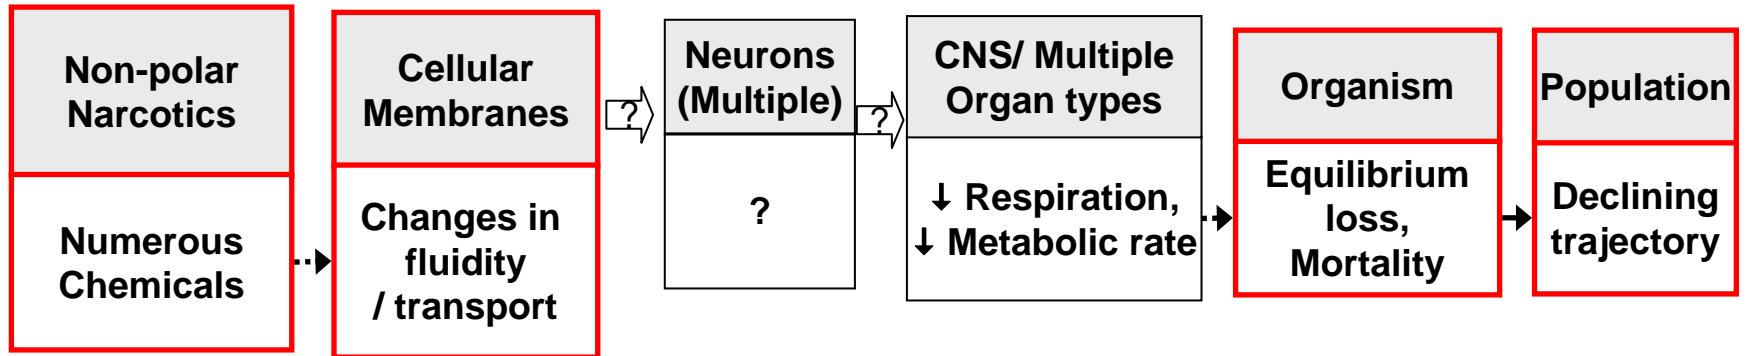 Non-polar
Narcotics
Numerous
Chemicals
Cellular
Membranes
Changes in
fluidity
/ transport
?
Neurons
(Multiple)
?
?
CNS/ Multiple
Organ types
↓ Respiration,
↓ Metabolic rate
Organism
Equilibrium
loss,
Mortality
Population
Declining
trajectory